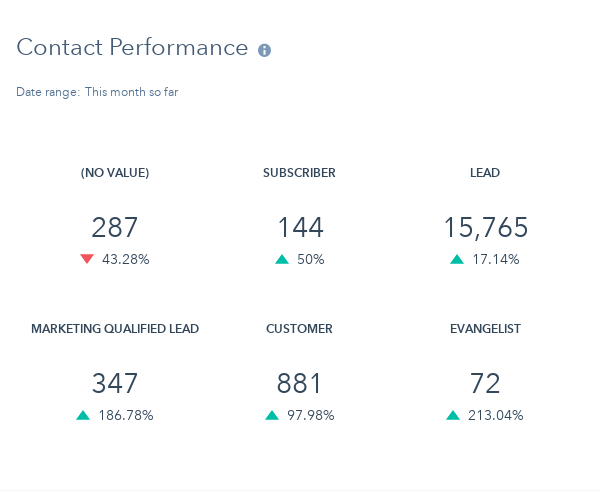 Contact Performance
Date range: This month so far
(NO VALUE) SUBSCRIBER LEAD
287 144 15,765
43.28% 50% 17.14%
MARKETING QUALIFIED LEAD CUSTOMER EVANGELIST
347 881 72
186.78% 97.98% 213.04%